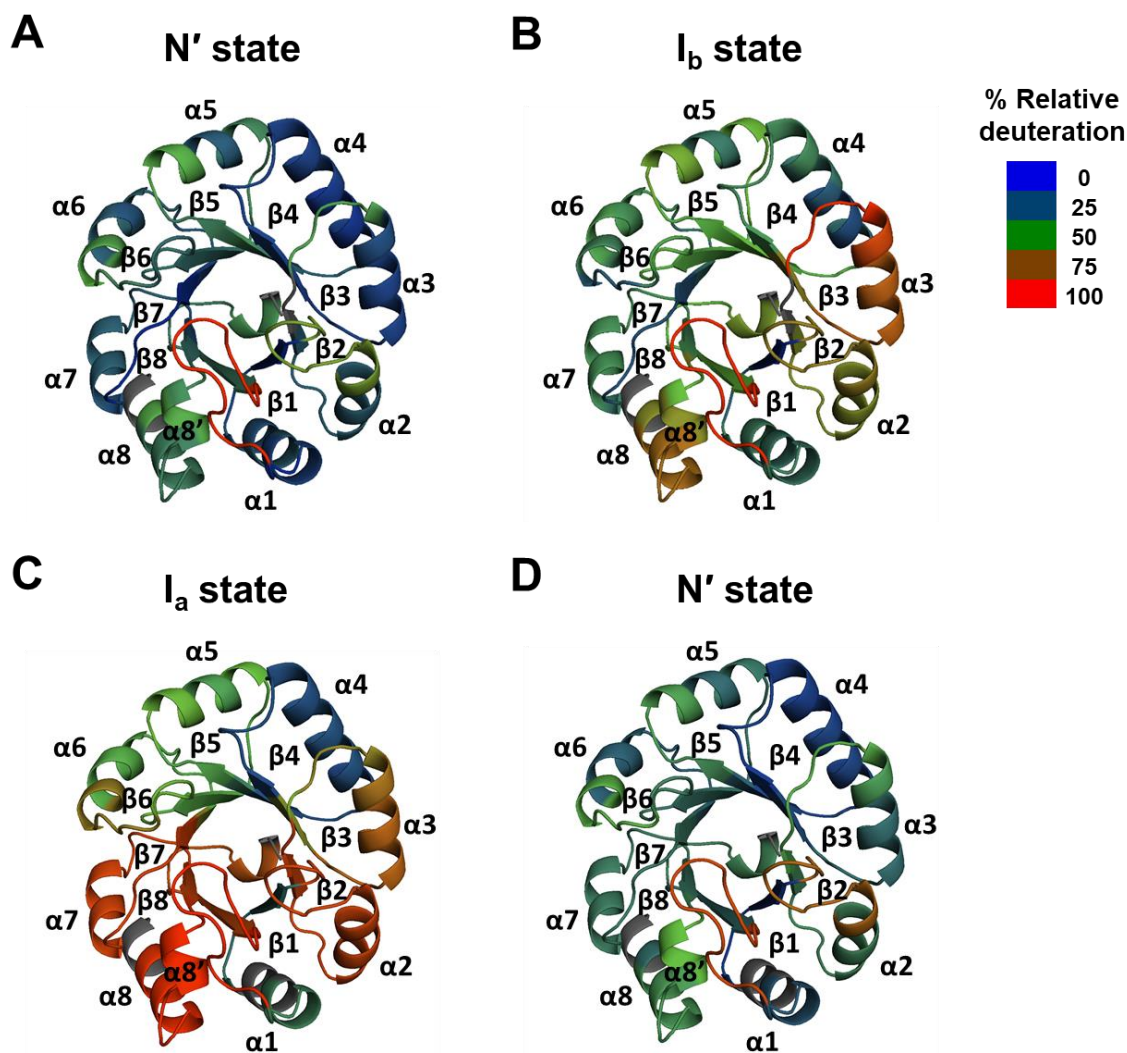 A
N′ state
α5
α4
α6
β5
β4
β6
β3
α3
β7
β2
β8
α7
β1
α2
α8′
α8
α1
B
I_b state
α5
α4
α6
β5
β4
β6
β3
α3
β7
β2
β8
α7
β1
α2
α8′
α8
α1
% Relative
deuteration
0
25
50
75
100
C
I_a state
α5
α4
α6
β5
β4
β6
β3
α3
β7
β2
β8
α7
β1
α2
α8′
α8
α1
D
N′ state
α5
α4
α6
β5
β4
β6
β3
α3
β7
β2
β8
α7
β1
α2
α8′
α8
α1